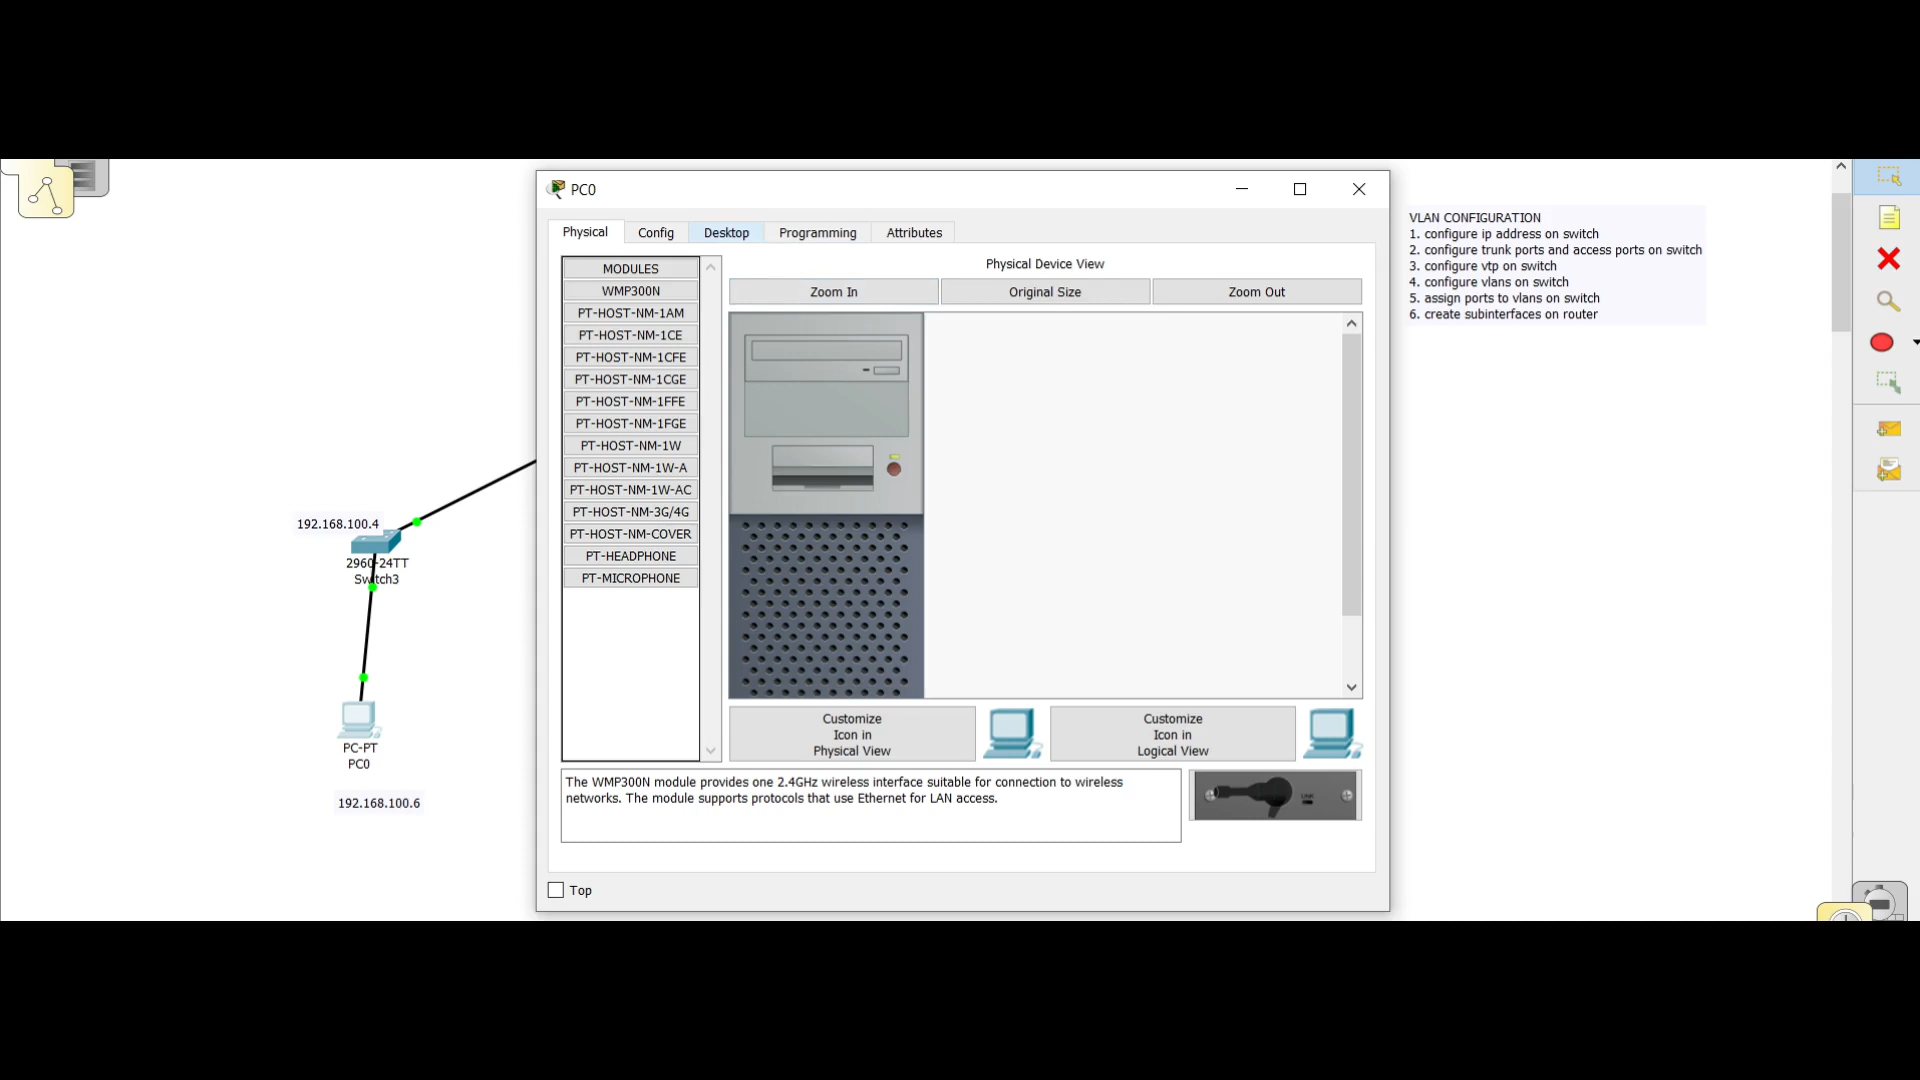 PC0
Physical
Config
Desktop
Programming
Attributes
MODULES
WMP300N
PT-HOST-NM-1AM
PT-HOST-NM-1CE
PT-HOST-NM-1CFE
PT-HOST-NM-1CGE
PT-HOST-NM-1FFE
PT-HOST-NM-1FGE
PT-HOST-NM-1W
PT-HOST-NM-1W-A
PT-HOST-NM-1W-AC
PT-HOST-NM-3G/4G
PT-HOST-NM-COVER
PT-HEADPHONE
PT-MICROPHONE
Physical Device View
Zoom In
Original Size
Zoom Out
Customize
Icon in
Physical View
Customize
Icon in
Logical View
The WMP300N module provides one 2.4GHz wireless interface suitable for connection to wireless
networks. The module supports protocols that use Ethernet for LAN access.
Top
192.168.100.4
2960-24TT
Switch3
PC-PT
PC0
192.168.100.6
VLAN CONFIGURATION
1. configure ip address on switch
2. configure trunk ports and access ports on switch
3. configure vtp on switch
4. configure vlans on switch
5. assign ports to vlans on switch
6. create subinterfaces on router